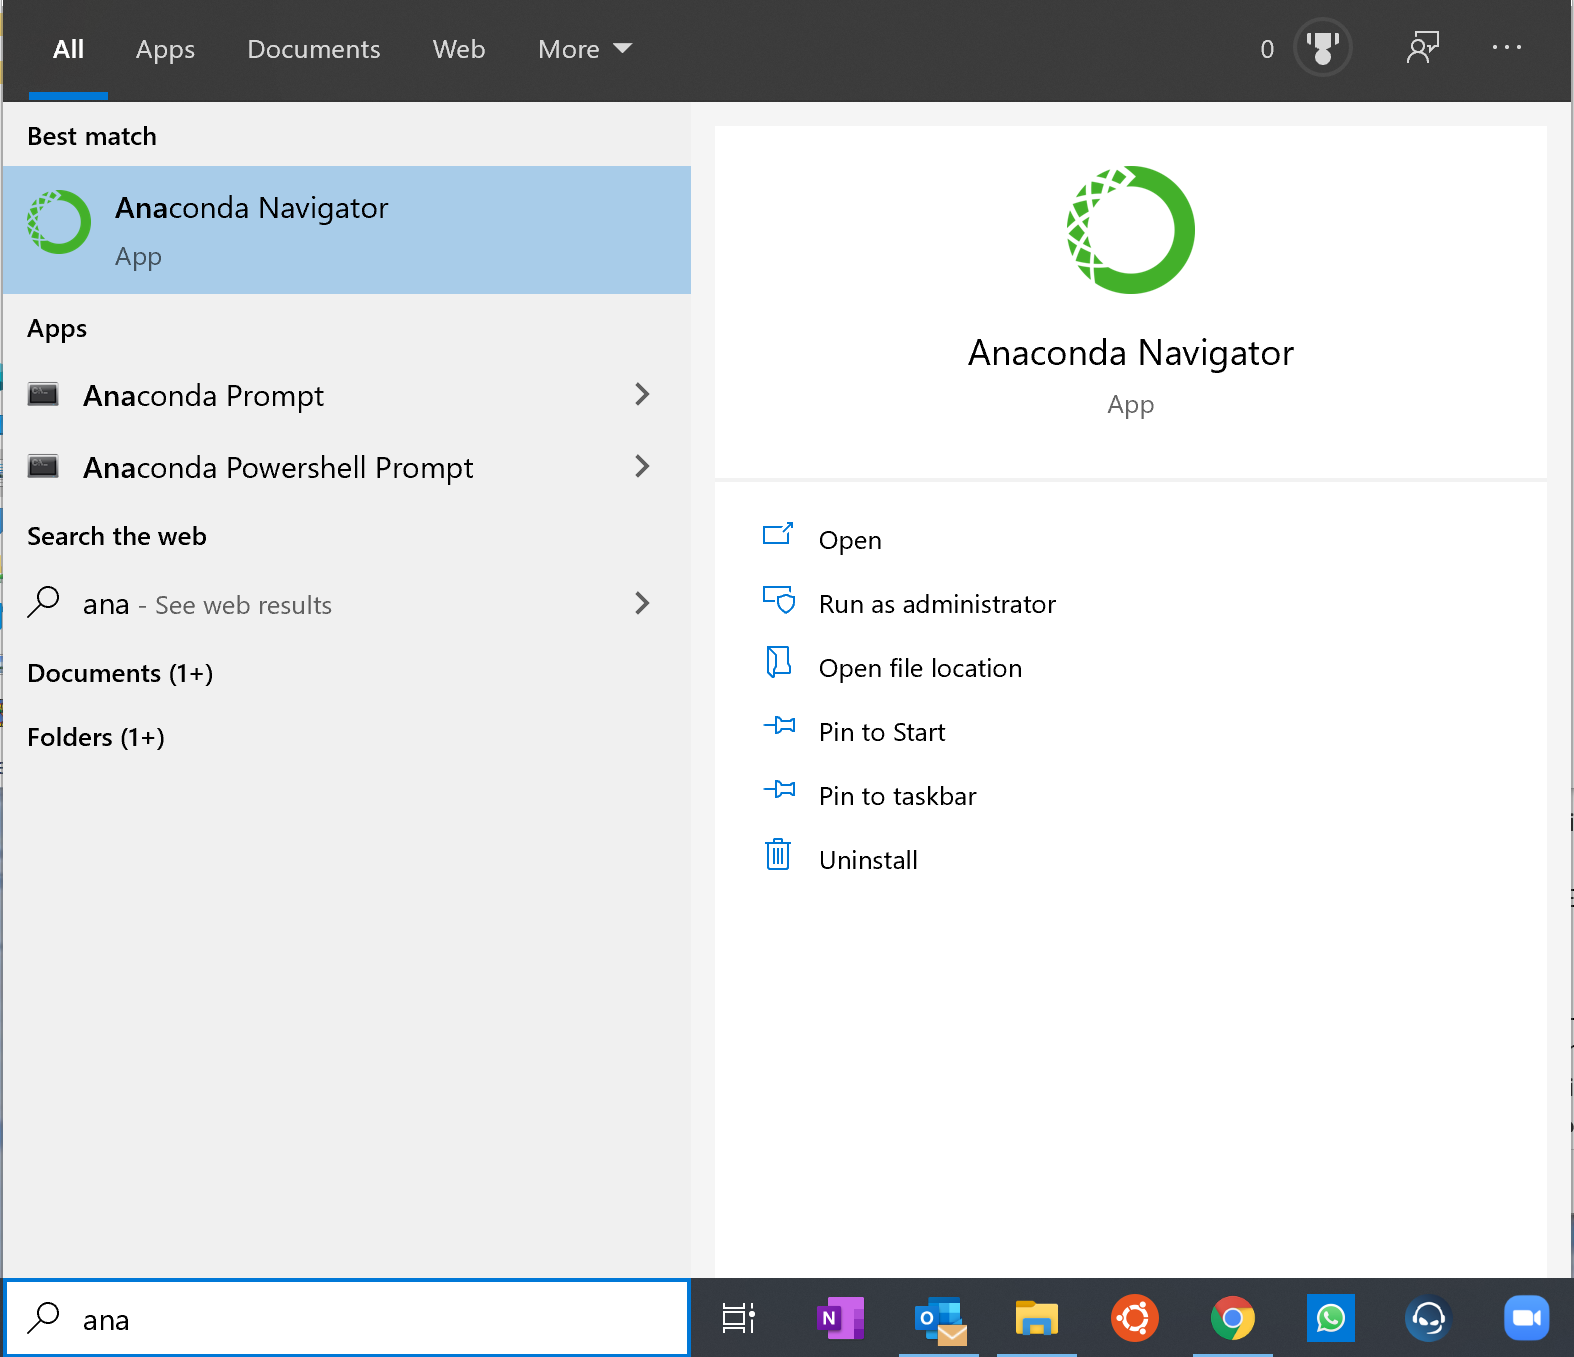 All Apps Documents Web More 0
Best match
Anaconda Navigator
App
Apps
Anaconda Prompt
Anaconda Powershell Prompt
Search the web
ana - See web results
Documents (1+)
Folders (1+)
Anaconda Navigator
App
Open
Run as administrator
Open file location
Pin to Start
Pin to taskbar
Uninstall
ana
N
O